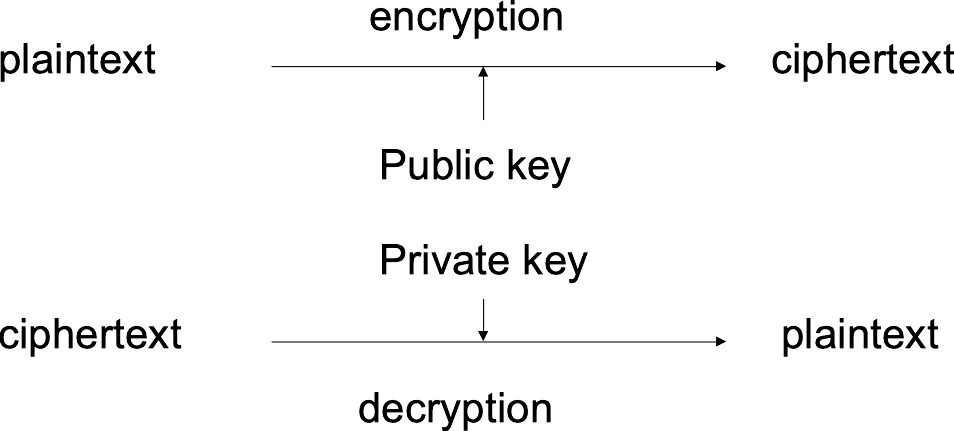 encryption
plaintext
ciphertext
Public key
Private key
ciphertext
plaintext
decryption